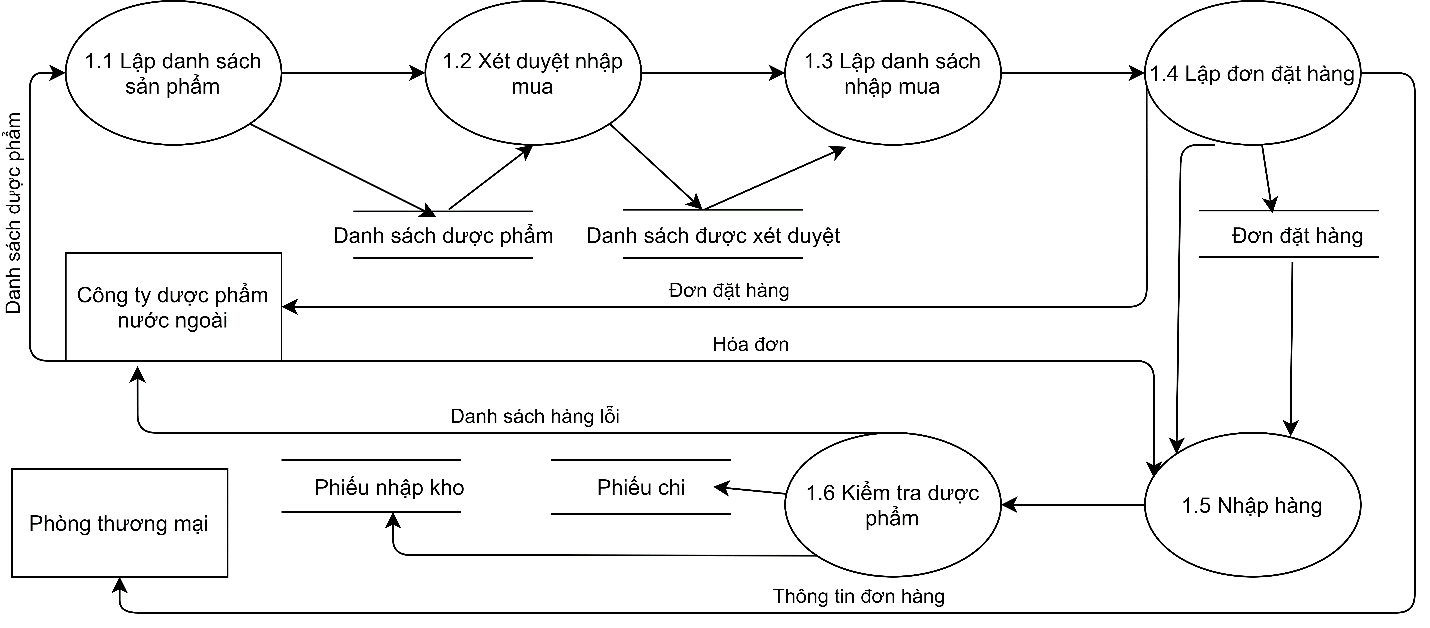 1.1 Lập danh sách
sản phẩm
1.2 Xét duyệt nhập
mua
1.3 Lập danh sách
nhập mua
1.4 Lập đơn đặt hàng
Danh sách dược phẩm
Danh sách dược phẩm
Danh sách được xét duyệt
Đơn đặt hàng
Công ty dược phẩm
nước ngoài
Đơn đặt hàng
Hóa đơn
Danh sách hàng lỗi
Phòng thương mại
Phiếu nhập kho
Phiếu chi
1.6 Kiểm tra dược
phẩm
1.5 Nhập hàng
Thông tin đơn hàng